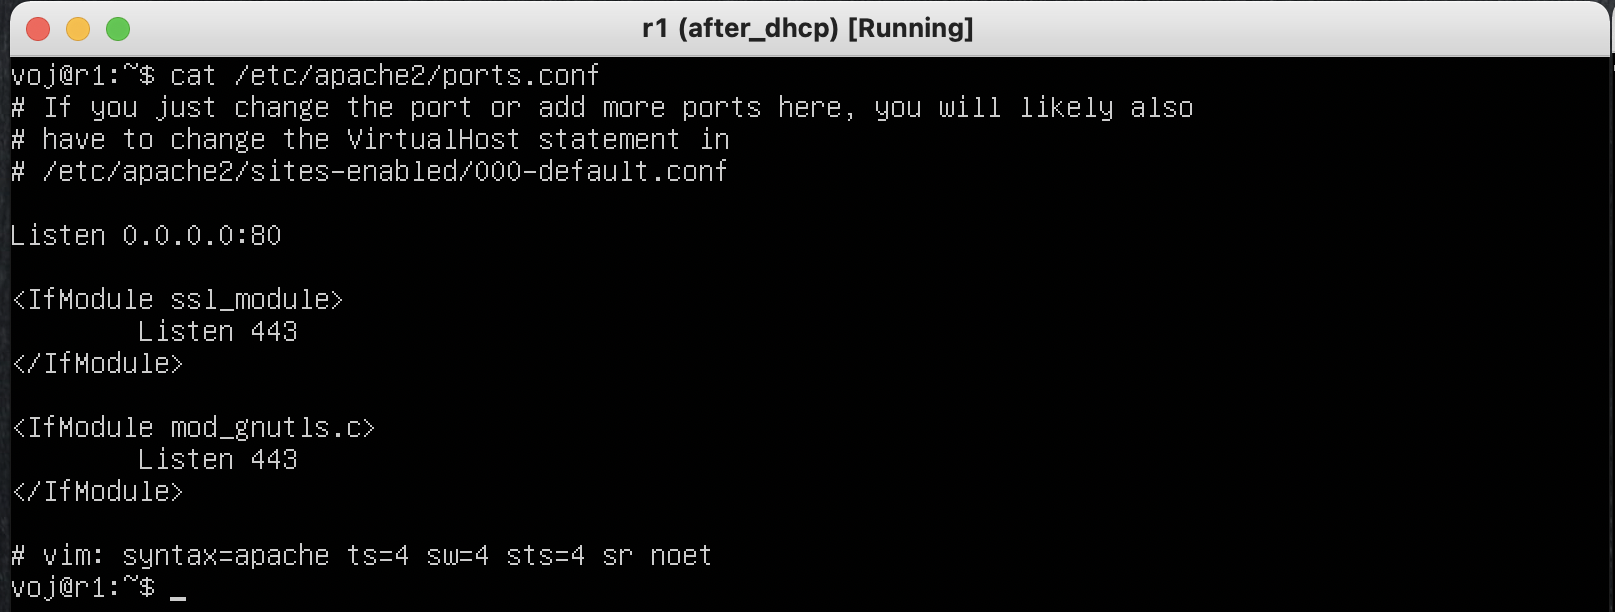 r1 (after_dhcp) [Running]
voj@r1:~$ cat /etc/apache2/ports.conf
# If you just change the port or add more ports here, you will likely also
# have to change the VirtualHost statement in
# /etc/apache2/sites-enabled/000-default.conf
Listen 0.0.0.0:80
<IfModule ssl_module>
        Listen 443
</IfModule>
<IfModule mod_gnutls.c>
        Listen 443
</IfModule>
# vim: syntax=apache ts=4 sw=4 sts=4 sr noet
voj@r1:~$ _